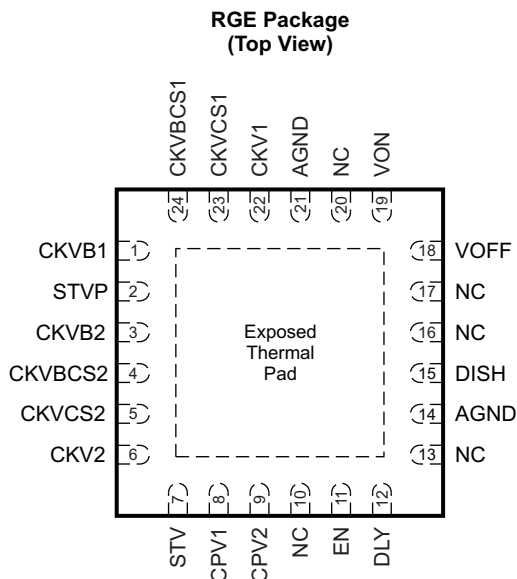 RGE Package
(Top View)
CKVBCS1
CKVCS1
CKV1
AGND
NC
VON
24
23
22
21
20
19
CKVB1 1
STVP 2
CKVB2 3
CKVBCS2 4
CKVCS2 5
CKV2 6
Exposed
Thermal
Pad
18 VOFF
17 NC
16 NC
15 DISH
14 AGND
13 NC
7
8
9
10
11
12
STV
CPV1
CPV2
NC
EN
DLY